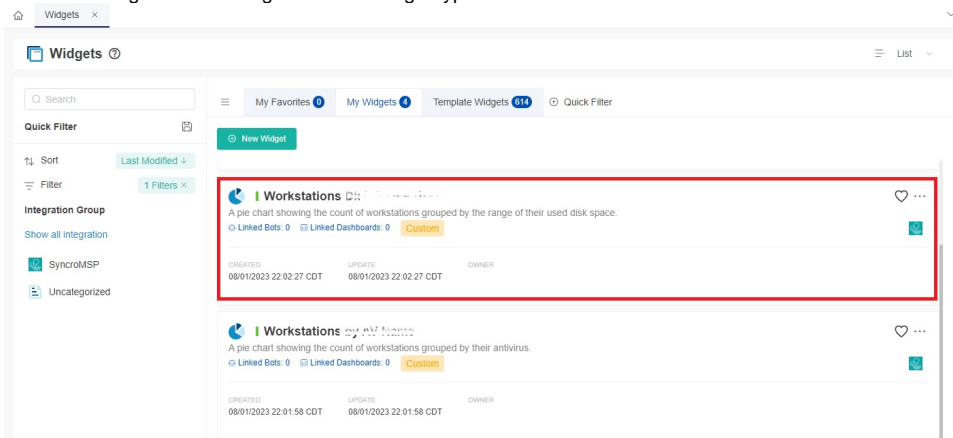 Widgets ×
Widgets
List
Search
My Favorites 0
My Widgets 4
Template Widgets 614
Quick Filter
Quick Filter
New Widget
Sort
Last Modified ↓
Filter
1 Filters ×
Integration Group
Show all integration
SyncroMSP
Uncategorized
Workstations
A pie chart showing the count of workstations grouped by the range of their used disk space.
Linked Bots: 0 Linked Dashboards: 0 Custom
CREATED UPDATE OWNER
08/01/2023 22:02:27 CDT 08/01/2023 22:02:27 CDT
Workstations by AV Name
A pie chart showing the count of workstations grouped by their antivirus.
Linked Bots: 0 Linked Dashboards: 0 Custom
CREATED UPDATE OWNER
08/01/2023 22:01:58 CDT 08/01/2023 22:01:58 CDT